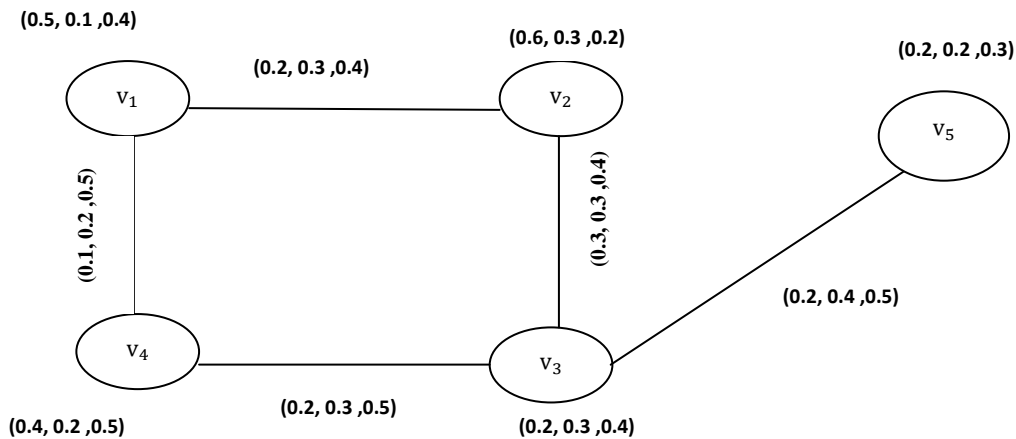 (0.5, 0.1 ,0.4)
(0.6, 0.3 ,0.2)
(0.2, 0.2 ,0.3)
(0.2, 0.3 ,0.4)
v1
v2
v5
(0.1, 0.2 ,0.5)
(0.3, 0.3 ,0.4)
(0.2, 0.4 ,0.5)
v4
v3
(0.2, 0.3 ,0.5)
(0.4, 0.2 ,0.5)
(0.2, 0.3 ,0.4)